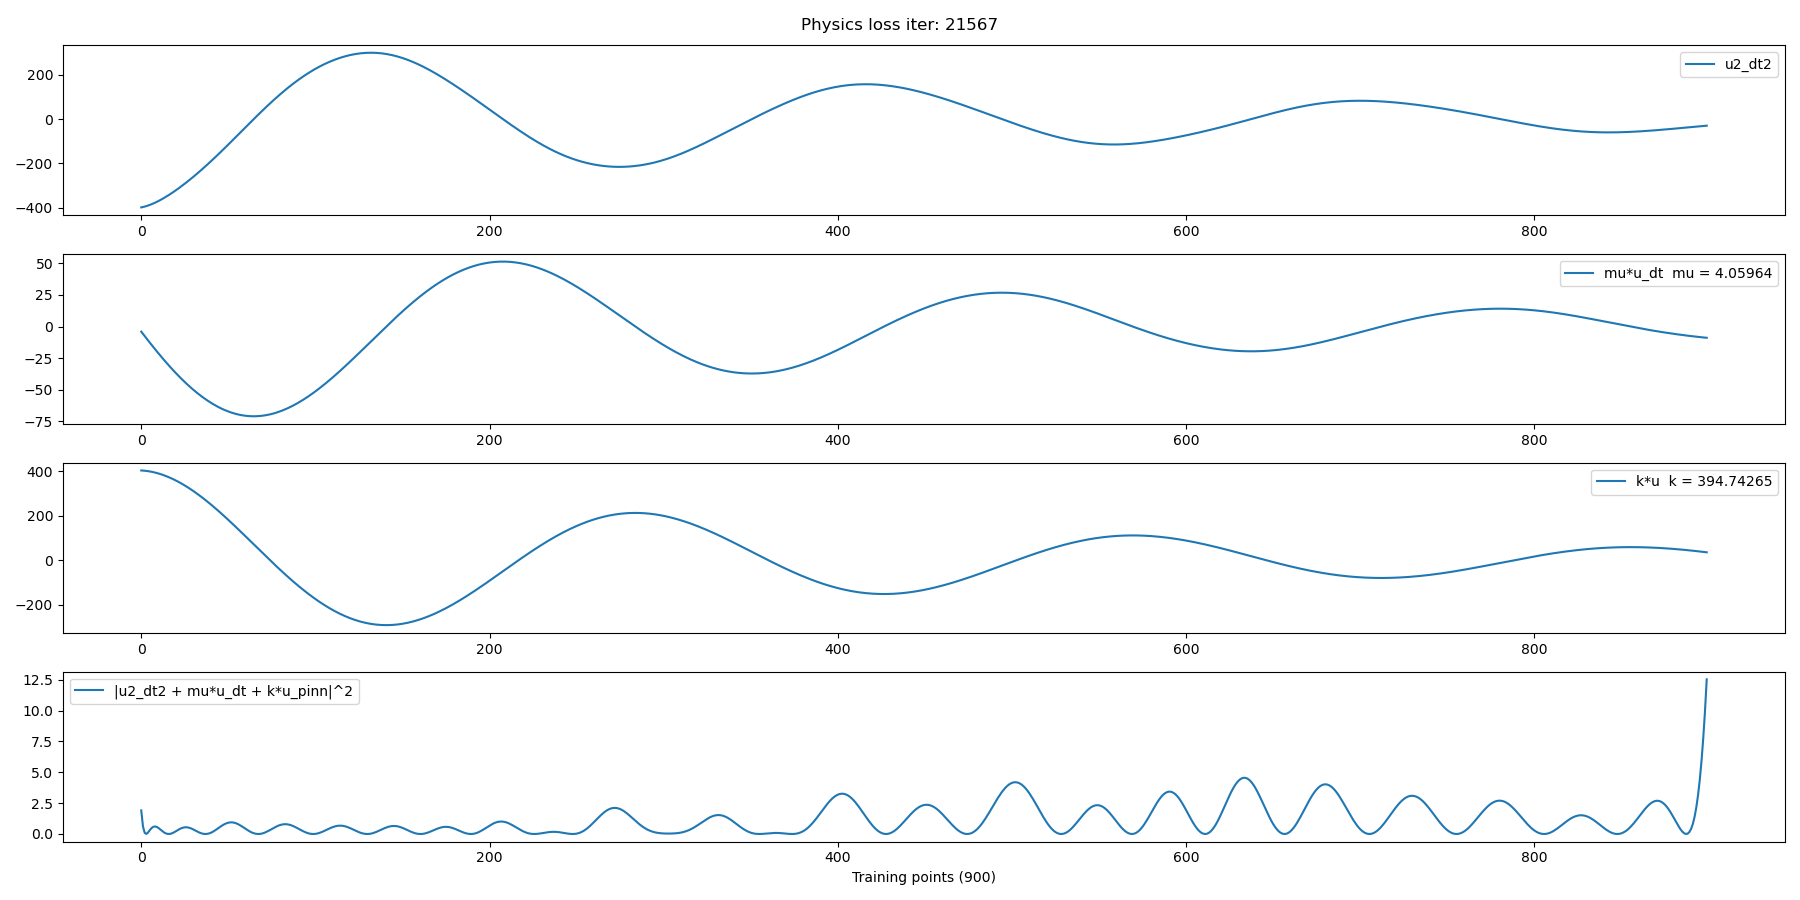 Physics loss iter: 21567
u2_dt2
200
0
−200
−400
0 200 400 600 800
mu*u_dt mu = 4.05964
50
25
0
−25
−50
−75
0 200 400 600 800
k*u k = 394.74265
400
200
0
−200
0 200 400 600 800
|u2_dt2 + mu*u_dt + k*u_pinn|^2
12.5
10.0
7.5
5.0
2.5
0.0
0 200 400 600 800
Training points (900)